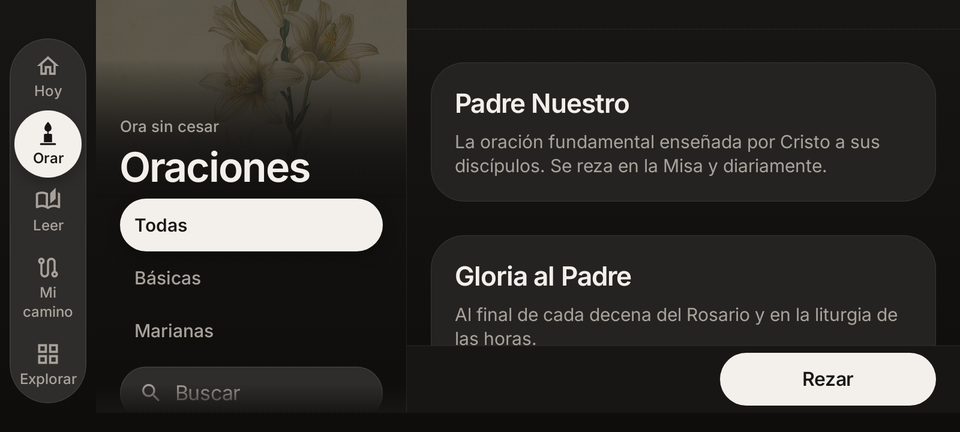 Hoy
Orar
Leer
Mi
camino
Explorar
Ora sin cesar
Oraciones
Todas
Básicas
Marianas
Buscar
Padre Nuestro
La oración fundamental enseñada por Cristo a sus
discípulos. Se reza en la Misa y diariamente.
Gloria al Padre
Al final de cada decena del Rosario y en la liturgia de
las horas.
Rezar